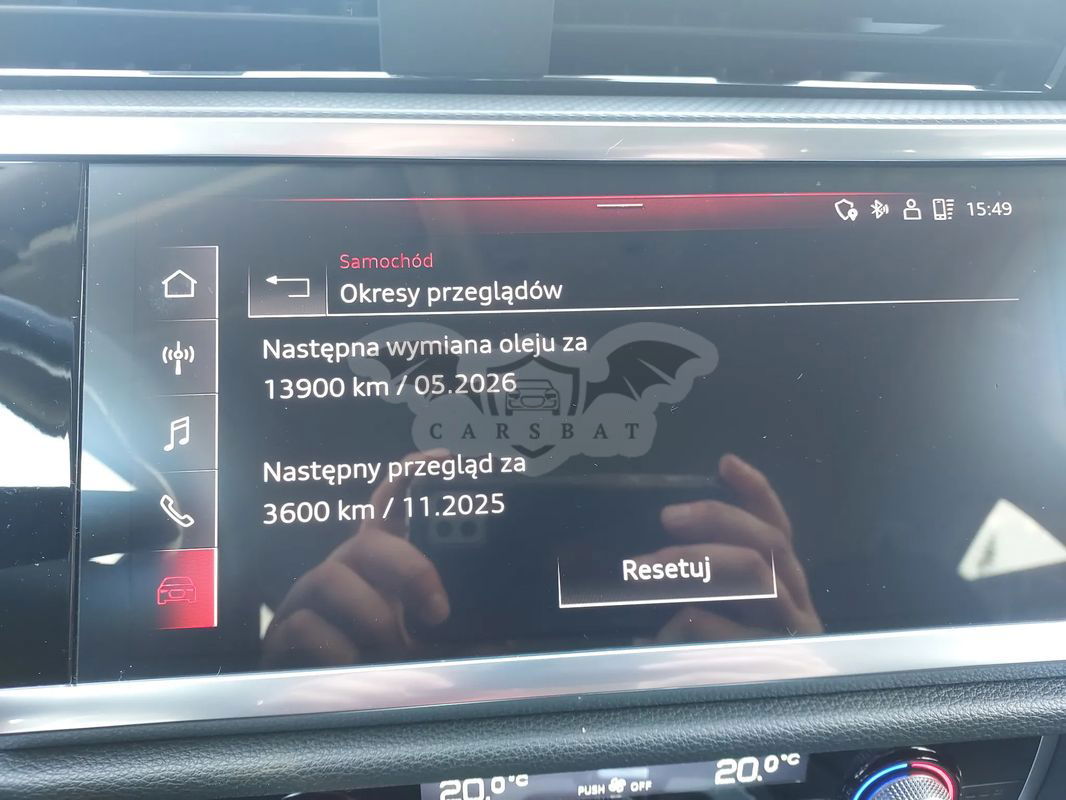 15:49
Samochód
Okresy przeglądów
Następna wymiana oleju za
13900 km / 05.2026
CARSBAT
Następny przegląd za
3600 km / 11.2025
Resetuj
20.0°C
PUSH OFF
20.0°C